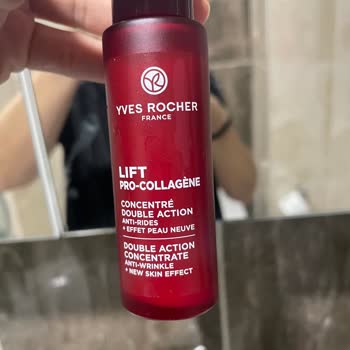 YVES ROCHER
FRANCE
LIFT
PRO-COLLAGÈNE
CONCENTRÉ
DOUBLE ACTION
ANTI-RIDES
+ EFFET PEAU NEUVE
DOUBLE ACTION
CONCENTRATE
ANTI-WRINKLE
+ NEW SKIN EFFECT